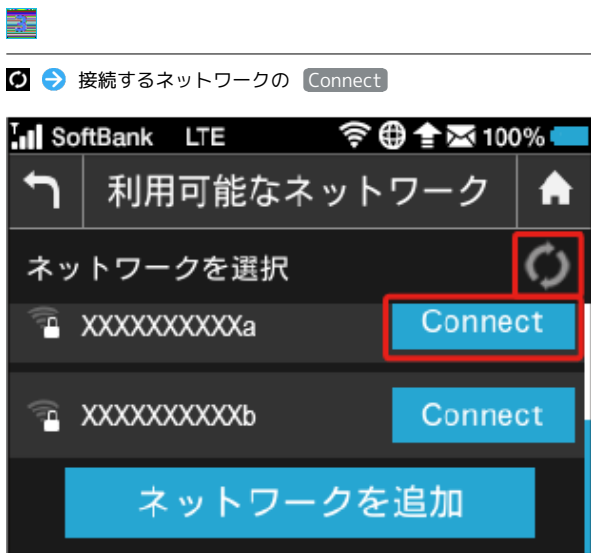 接続するネットワークの Connect
SoftBank LTE 100%
利用可能なネットワーク
ネットワークを選択
XXXXXXXXXXa Connect
XXXXXXXXXXb Connect
ネットワークを追加